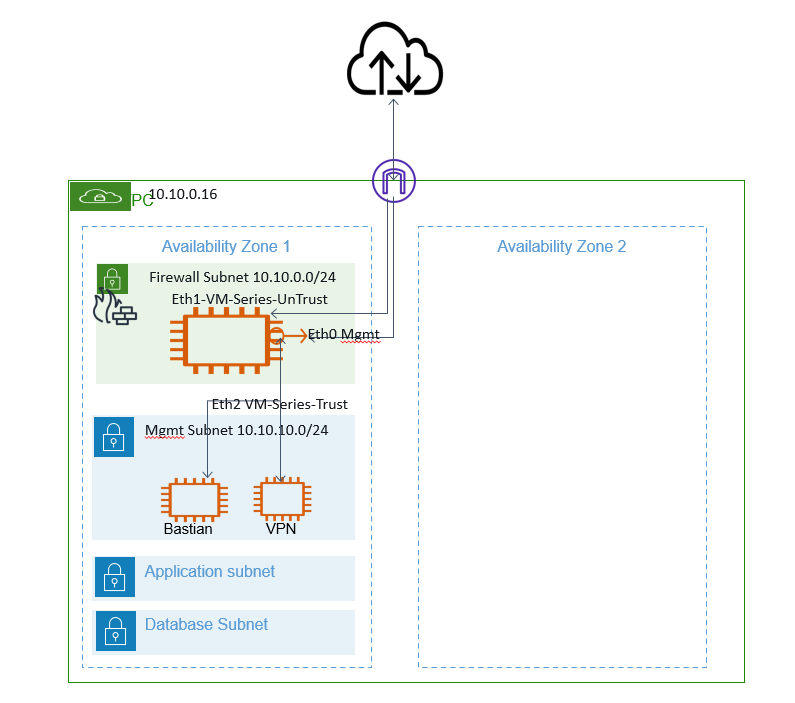 10.10.0.16
PC
Availability Zone 1
Availability Zone 2
Firewall Subnet 10.10.0.0/24
Eth1-VM-Series-UnTrust
Eth0 Mgmt
Eth2 VM-Series-Trust
Mgmt Subnet 10.10.10.0/24
Bastian
VPN
Application subnet
Database Subnet